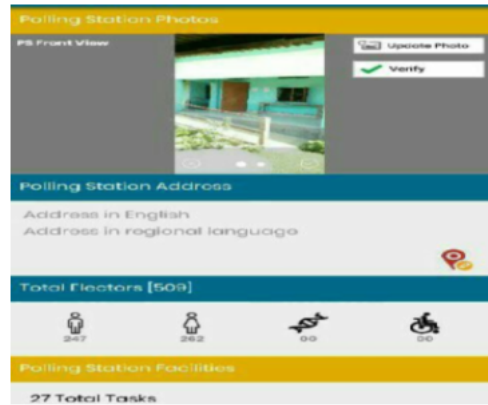 Polling Station Photos
PS Front View
Update Photo
Verify
Polling Station Address
Address in English
Address in regional language
Total Electors [509]
247 262 00 00
Polling Station Facilities
27 Total Tasks